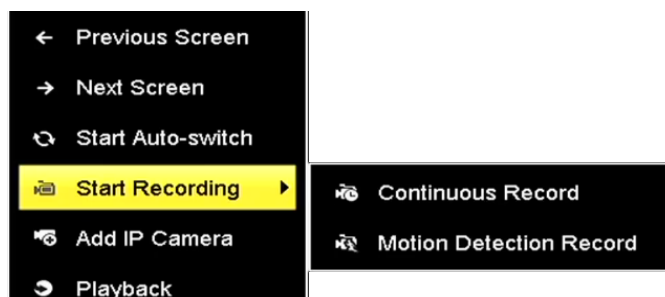 Previous Screen
Next Screen
Start Auto-switch
Start Recording
Continuous Record
Add IP Camera
Motion Detection Record
Playback